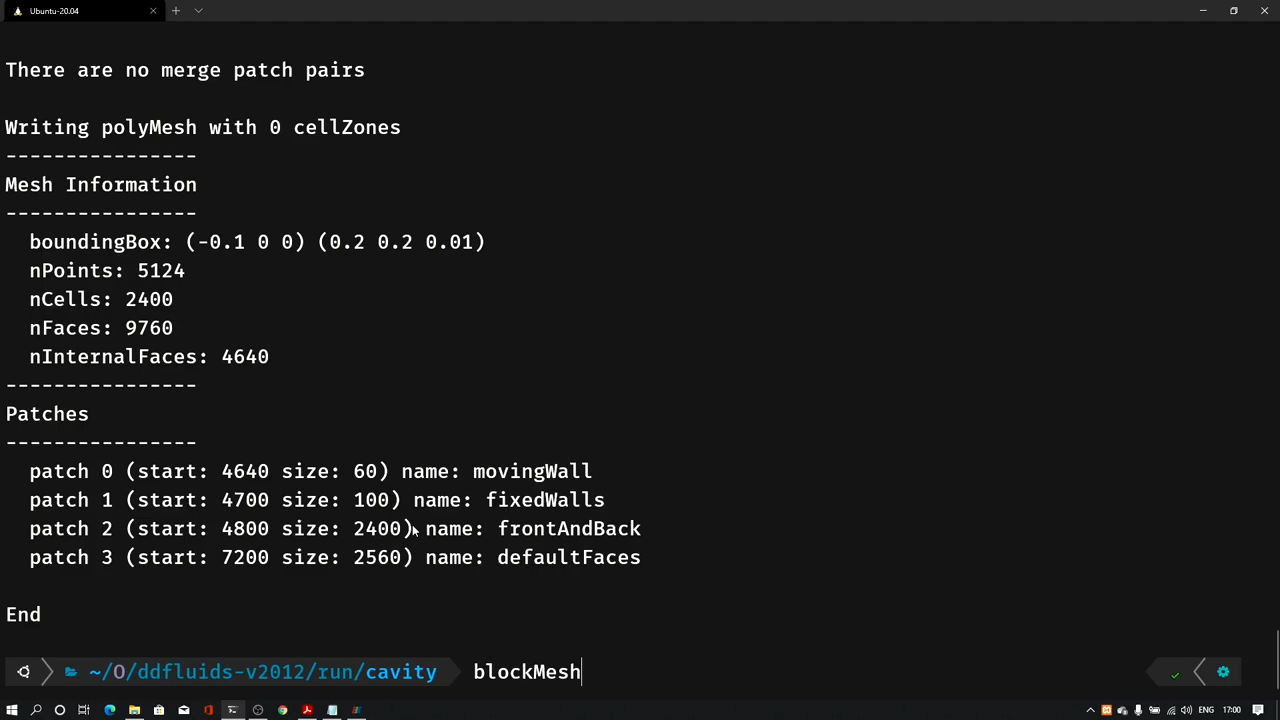 Ubuntu-20.04
There are no merge patch pairs
Writing polyMesh with 0 cellZones
----------------
Mesh Information
----------------
boundingBox: (-0.1 0 0) (0.2 0.2 0.01)
nPoints: 5124
nCells: 2400
nFaces: 9760
nInternalFaces: 4640
----------------
Patches
----------------
patch 0 (start: 4640 size: 60) name: movingWall
patch 1 (start: 4700 size: 100) name: fixedWalls
patch 2 (start: 4800 size: 2400) name: frontAndBack
patch 3 (start: 7200 size: 2560) name: defaultFaces
End
~/O/ddfluids-v2012/run/cavity blockMesh
ENG 17:00